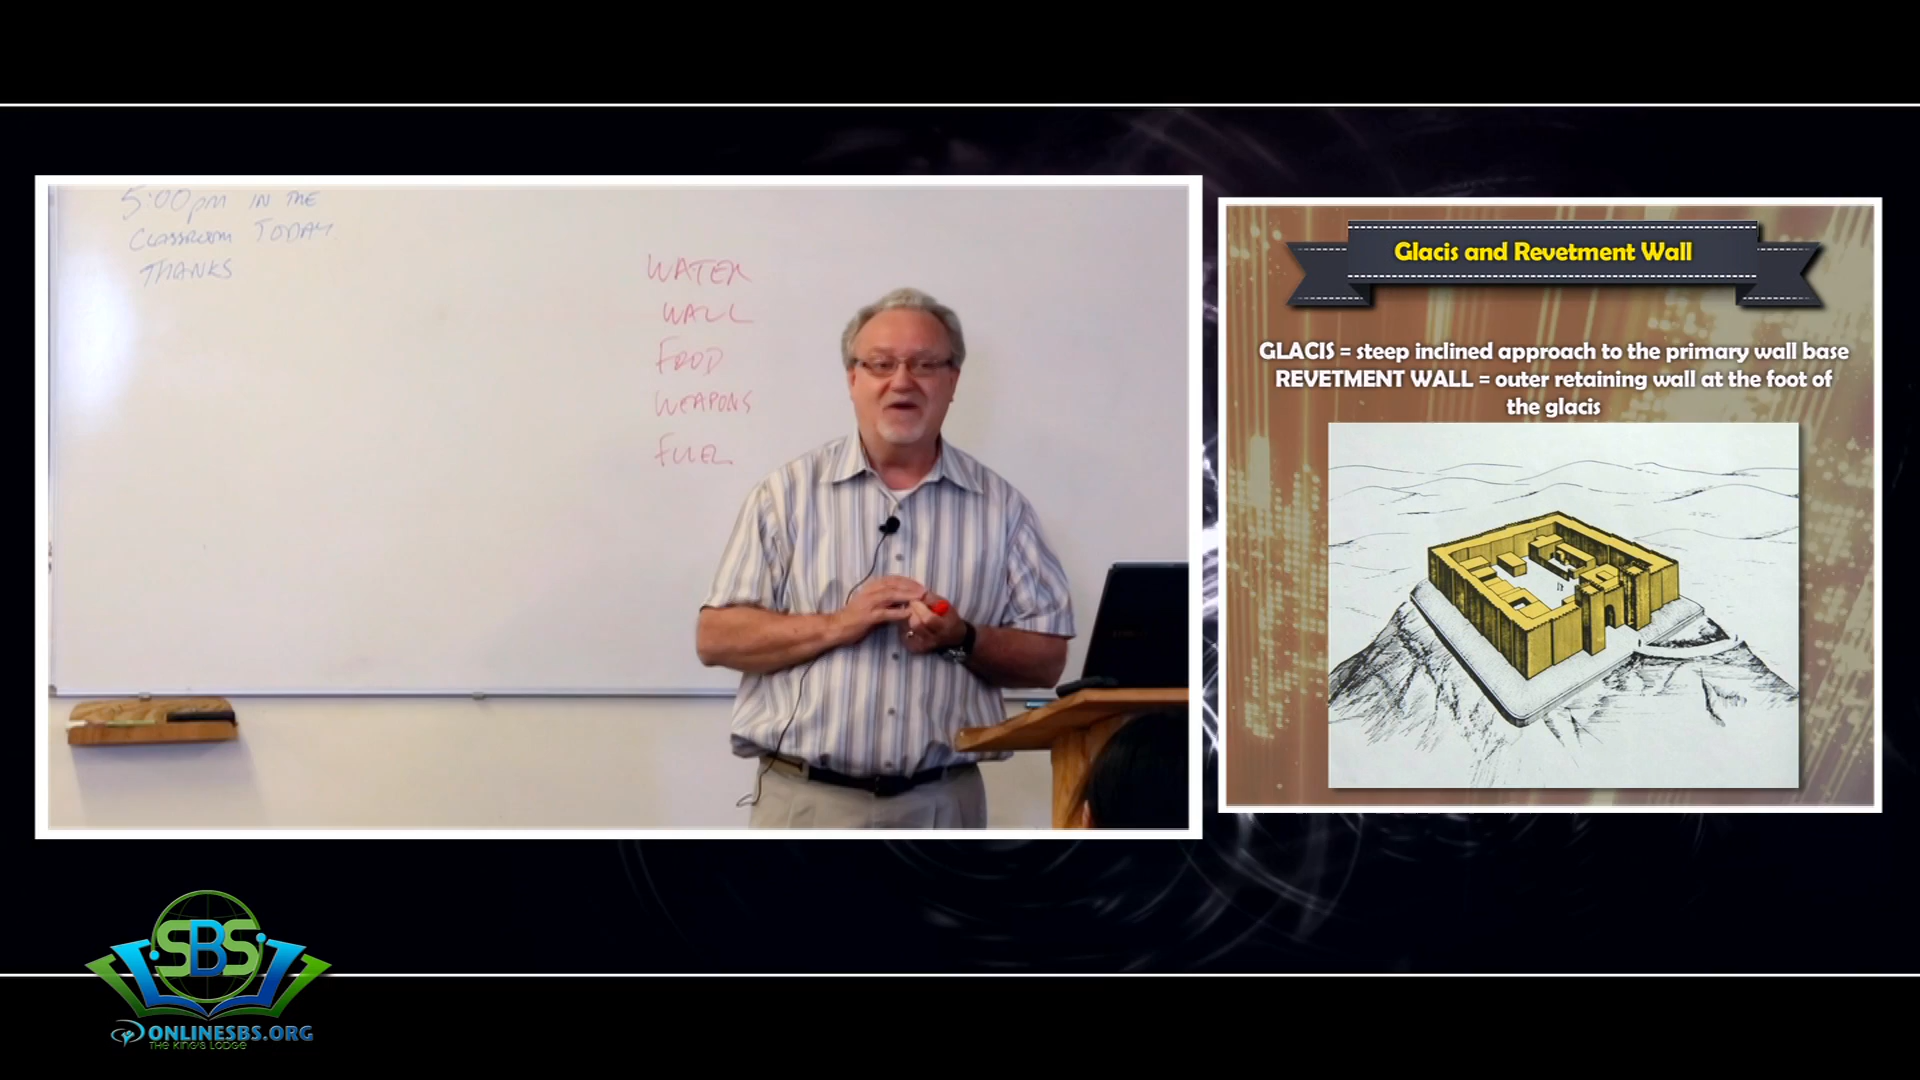 5:00pm IN THE
CLASSROOM TODAY
THANKS
WATER
WALL
FOOD
WEAPONS
FUEL
Glacis and Revetment Wall
GLACIS = steep inclined approach to the primary wall base
REVETMENT WALL = outer retaining wall at the foot of
the glacis
SBS
ONLINESBS.ORG
THE KING'S LODGE